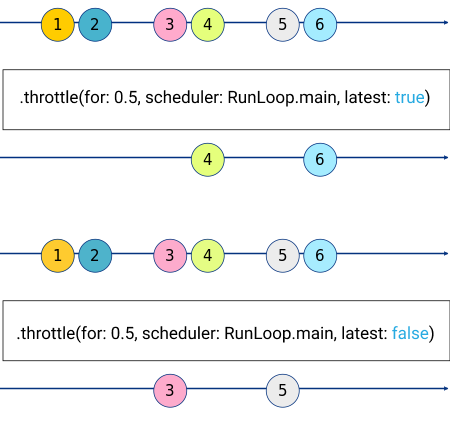 1 2 3 4 5 6
.throttle(for: 0.5, scheduler: RunLoop.main, latest: true)
4 6
1 2 3 4 5 6
.throttle(for: 0.5, scheduler: RunLoop.main, latest: false)
3 5